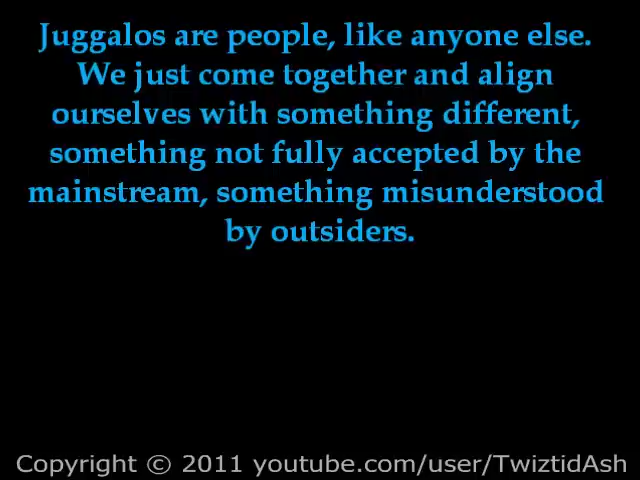 Juggalos are people, like anyone else.
We just come together and align
ourselves with something different,
something not fully accepted by the
mainstream, something misunderstood
by outsiders.
Copyright © 2011 youtube.com/user/TwiztidAsh